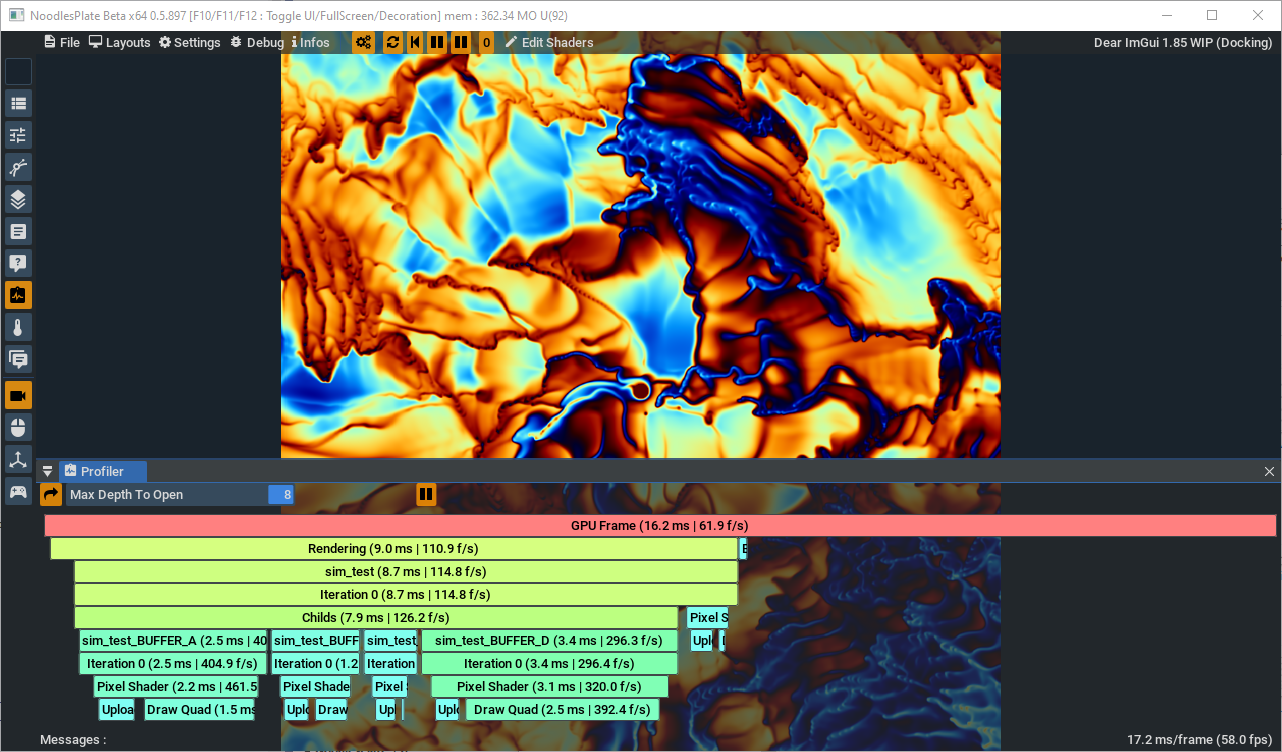 NoodlesPlate Beta x64 0.5.897 [F10/F11/F12 : Toggle UI/FullScreen/Decoration] mem : 362.34 MO U(92)
File Layouts Settings Debug Infos 0 Edit Shaders Dear ImGui 1.85 WIP (Docking)
Profiler
Max Depth To Open 8
GPU Frame (16.2 ms | 61.9 f/s)
Rendering (9.0 ms | 110.9 f/s)
sim_test (8.7 ms | 114.8 f/s)
Iteration 0 (8.7 ms | 114.8 f/s)
Childs (7.9 ms | 126.2 f/s) Pixel S
sim_test_BUFFER_A (2.5 ms | 40 sim_test_BUFF sim_test sim_test_BUFFER_D (3.4 ms | 296.3 f/s) Uplo
Iteration 0 (2.5 ms | 404.9 f/s) Iteration 0 (1.2 Iteration Iteration 0 (3.4 ms | 296.4 f/s)
Pixel Shader (2.2 ms | 461.5 Pixel Shade Pixel Pixel Shader (3.1 ms | 320.0 f/s)
Uploa Draw Quad (1.5 ms Uplo Draw Upl Uplo Draw Quad (2.5 ms | 392.4 f/s)
Messages : 17.2 ms/frame (58.0 fps)